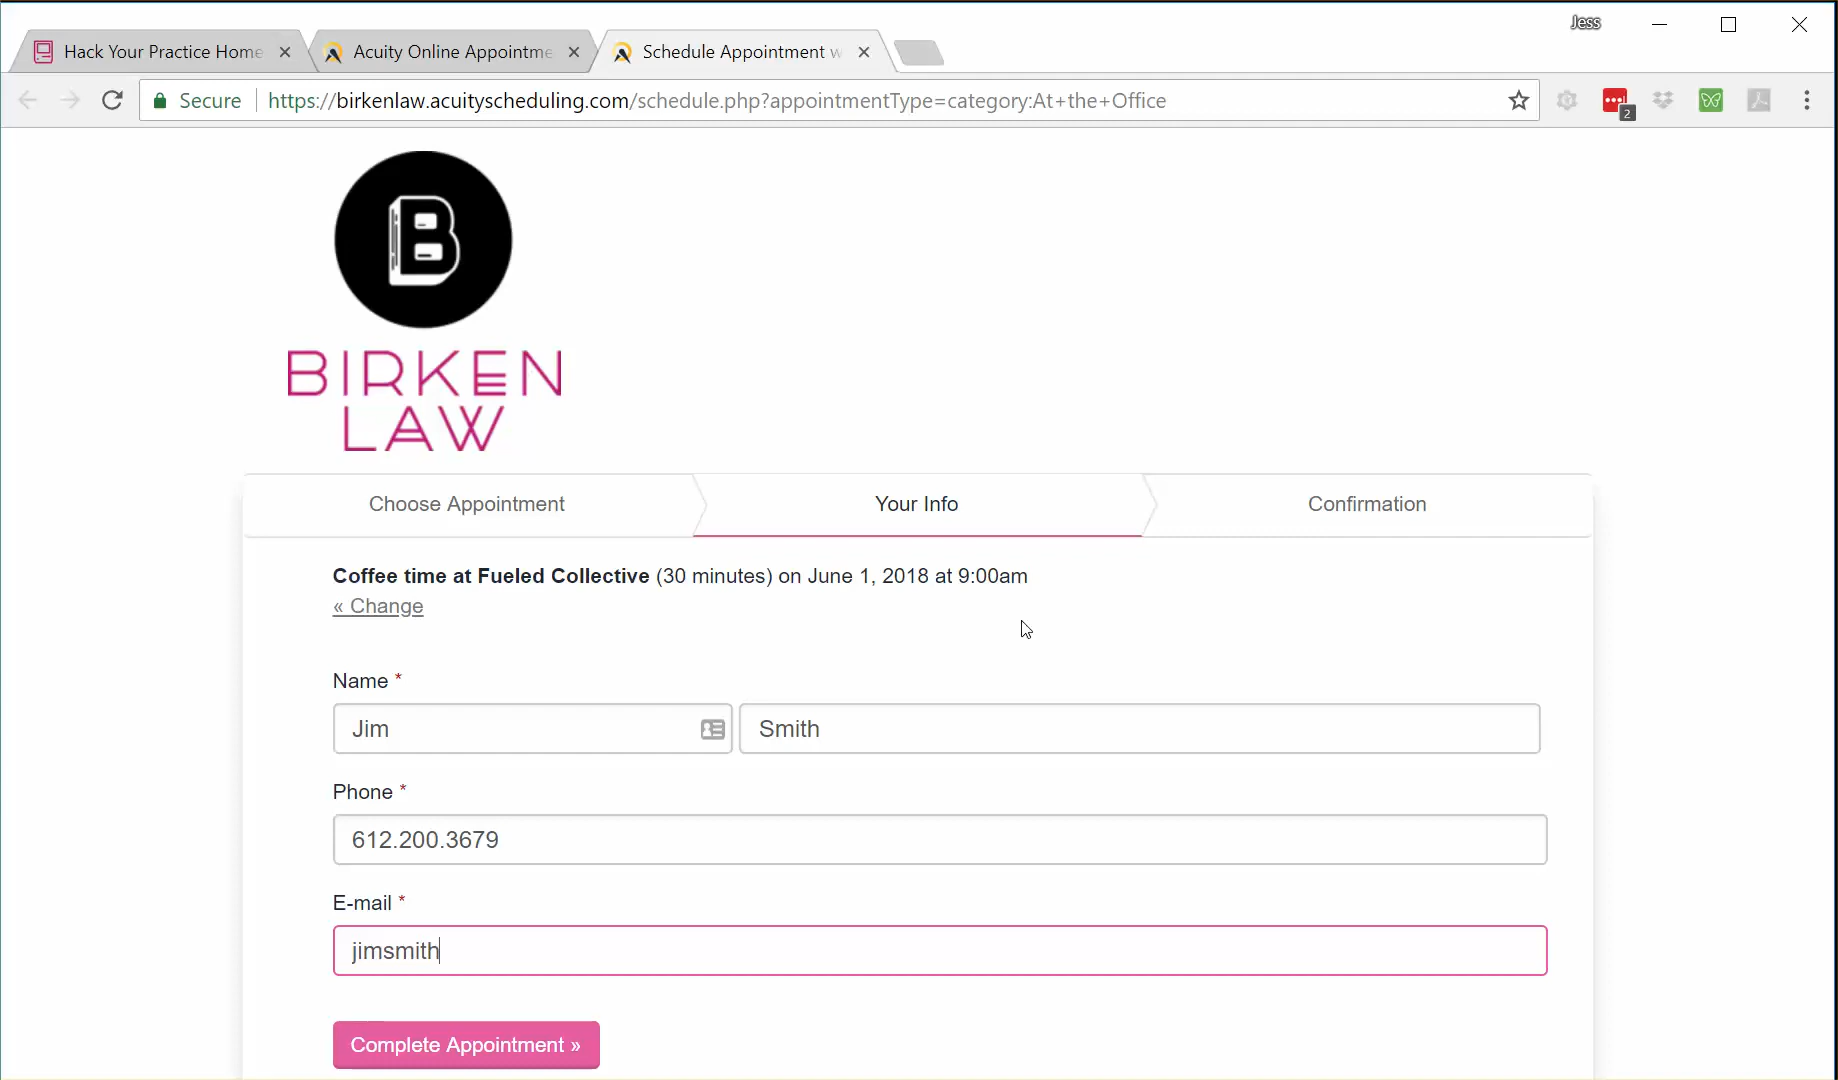 Jess
Hack Your Practice Home
Acuity Online Appointme
Schedule Appointment w
Secure
https://birkenlaw.acuityscheduling.com/schedule.php?appointmentType=category:At+the+Office
2
B
BIRKEN
LAW
Choose Appointment
Your Info
Confirmation
Coffee time at Fueled Collective (30 minutes) on June 1, 2018 at 9:00am
« Change
Name *
Jim
Smith
Phone *
612.200.3679
E-mail *
jimsmith
Complete Appointment »